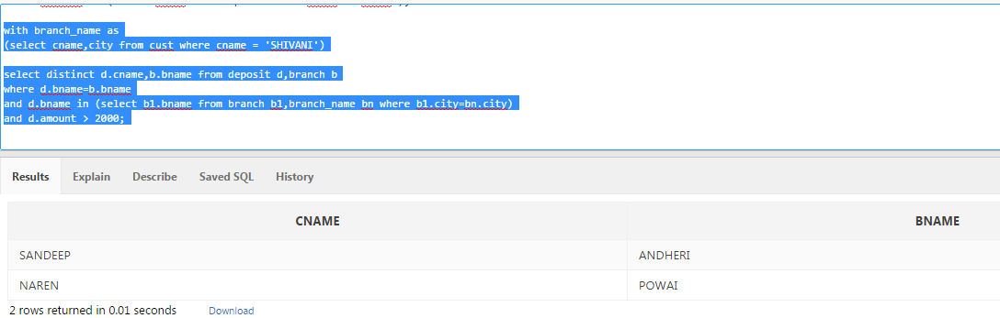 with branch_name as
(select cname,city from cust where cname = 'SHIVANI')
select distinct d.cname,b.bname from deposit d,branch b
where d.bname=b.bname
and d.bname in (select b1.bname from branch b1,branch_name bn where b1.city=bn.city)
and d.amount > 2000;
Results Explain Describe Saved SQL History
CNAME BNAME
SANDEEP ANDHERI
NAREN POWAI
2 rows returned in 0.01 seconds Download